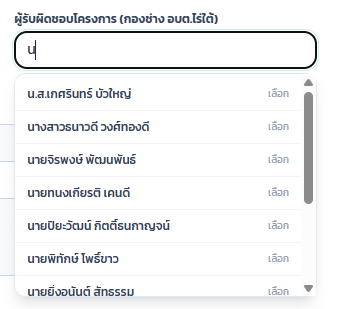 ผู้รับผิดชอบโครงการ (กองช่าง อบต.ไร่ใต้)
น
น.ส.เกศรินทร์ บัวใหญ่ เลือก
นางสาวธนาวดี วงศ์ทองดี เลือก
นายจิรพงษ์ พัฒนพันธ์ เลือก
นายทนงเกียรติ เคนดี เลือก
นายปิยะวัฒน์ กิตติ์ธนกาญจน์ เลือก
นายพิทักษ์ โพธิ์ขาว เลือก
นายยิ่งอนันต์ สัทธรรม เลือก